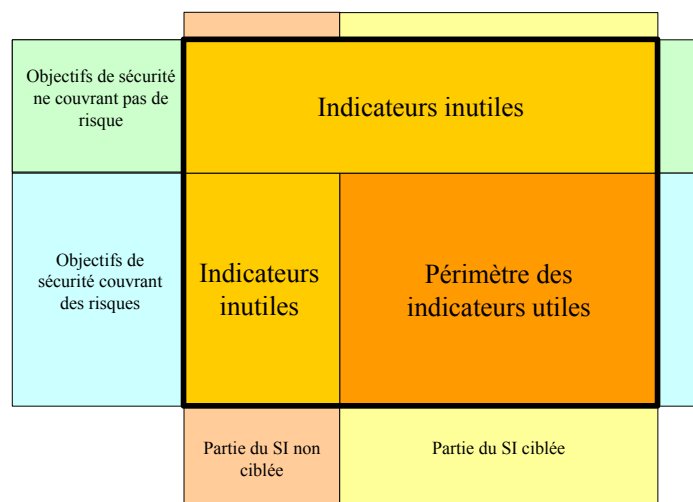 Objectifs de sécurité
ne couvrant pas de
risque
Indicateurs inutiles
Objectifs de
sécurité couvrant
des risques
Indicateurs
inutiles
Périmètre des
indicateurs utiles
Partie du SI non
ciblée
Partie du SI ciblée